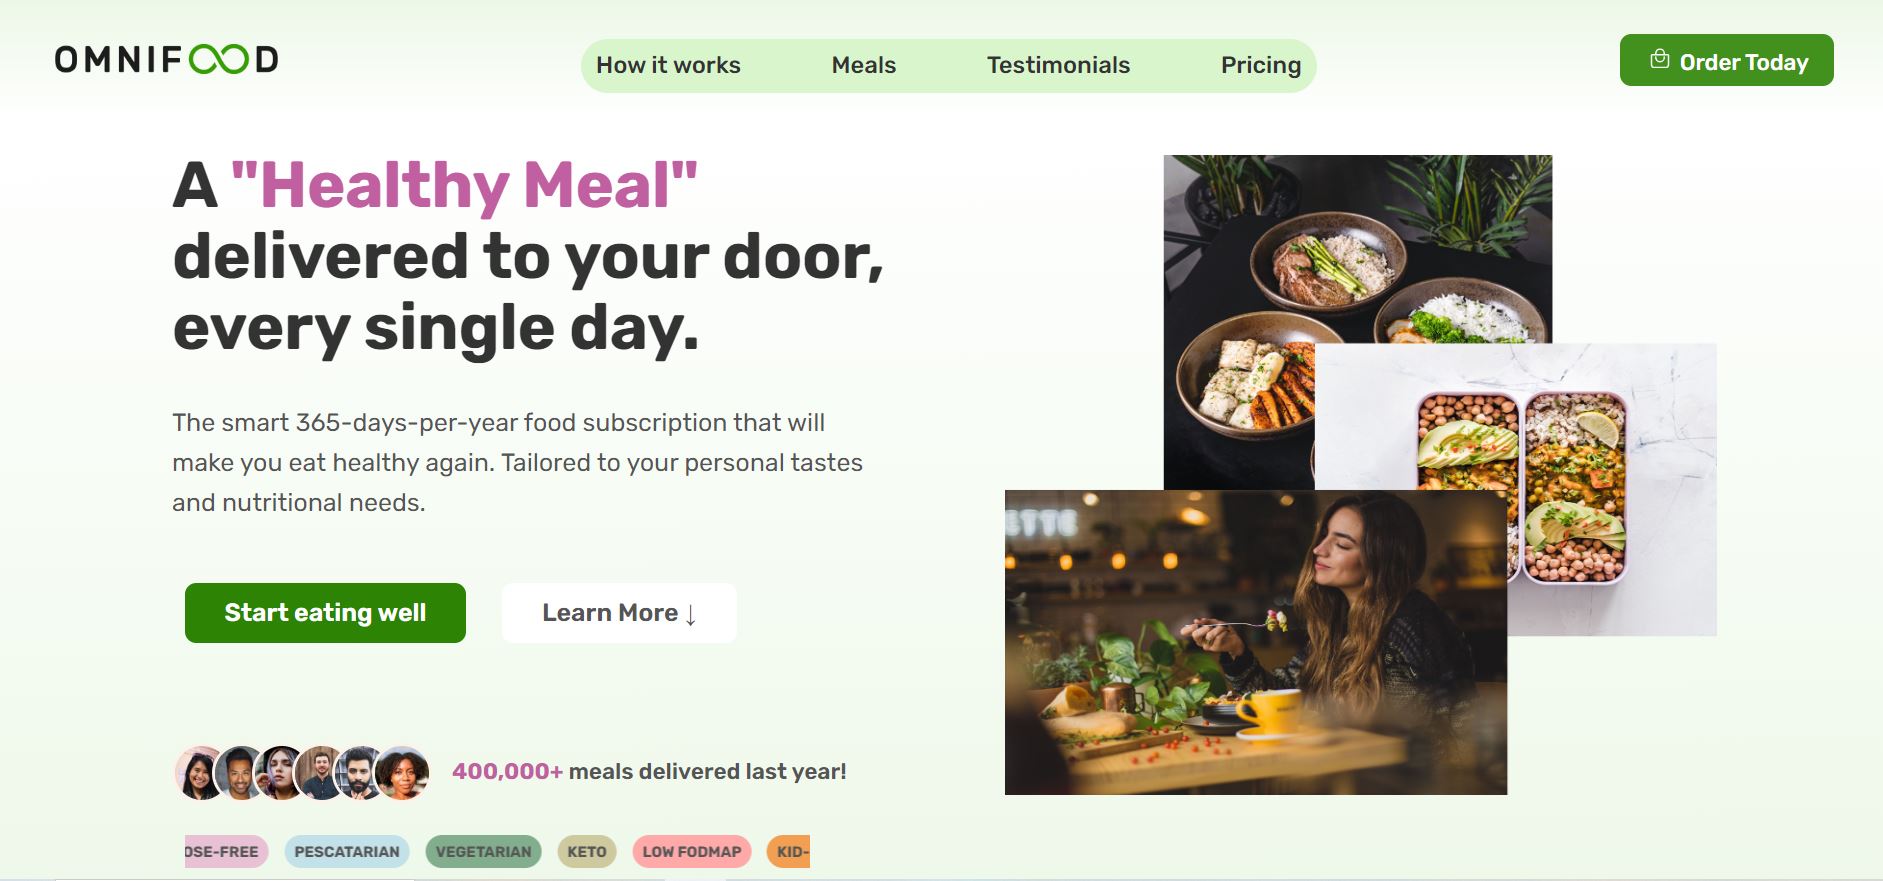 OMNIFOOD
How it works
Meals
Testimonials
Pricing
Order Today
A "Healthy Meal"
delivered to your door,
every single day.
The smart 365-days-per-year food subscription that will
make you eat healthy again. Tailored to your personal tastes
and nutritional needs.
Start eating well
Learn More ↓
ETTE
400,000+ meals delivered last year!
OSE-FREE
PESCATARIAN
VEGETARIAN
KETO
LOW FODMAP
KID-